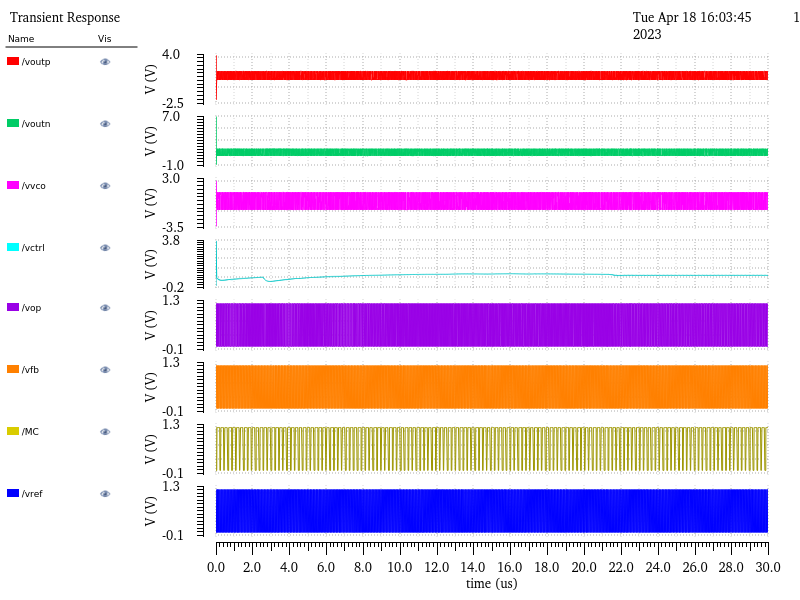 Transient Response
Tue Apr 18 16:03:45 2023
1
Name Vis
/voutp
V (V)
4.0
-2.5
/voutn
V (V)
7.0
-1.0
/vvco
V (V)
3.0
-3.5
/vctrl
V (V)
3.8
-0.2
/vop
V (V)
1.3
-0.1
/vfb
V (V)
1.3
-0.1
/MC
V (V)
1.3
-0.1
/vref
V (V)
1.3
-0.1
0.0 2.0 4.0 6.0 8.0 10.0 12.0 14.0 16.0 18.0 20.0 22.0 24.0 26.0 28.0 30.0
time (us)